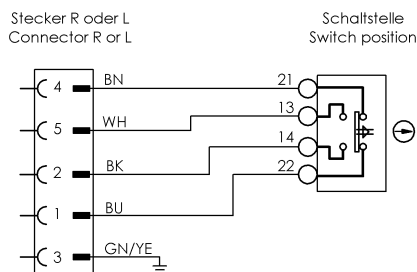 Stecker R oder L
Connector R or L
Schaltstelle
Switch position
4 BN 21
5 WH 13
2 BK 14
1 BU 22
3 GN/YE